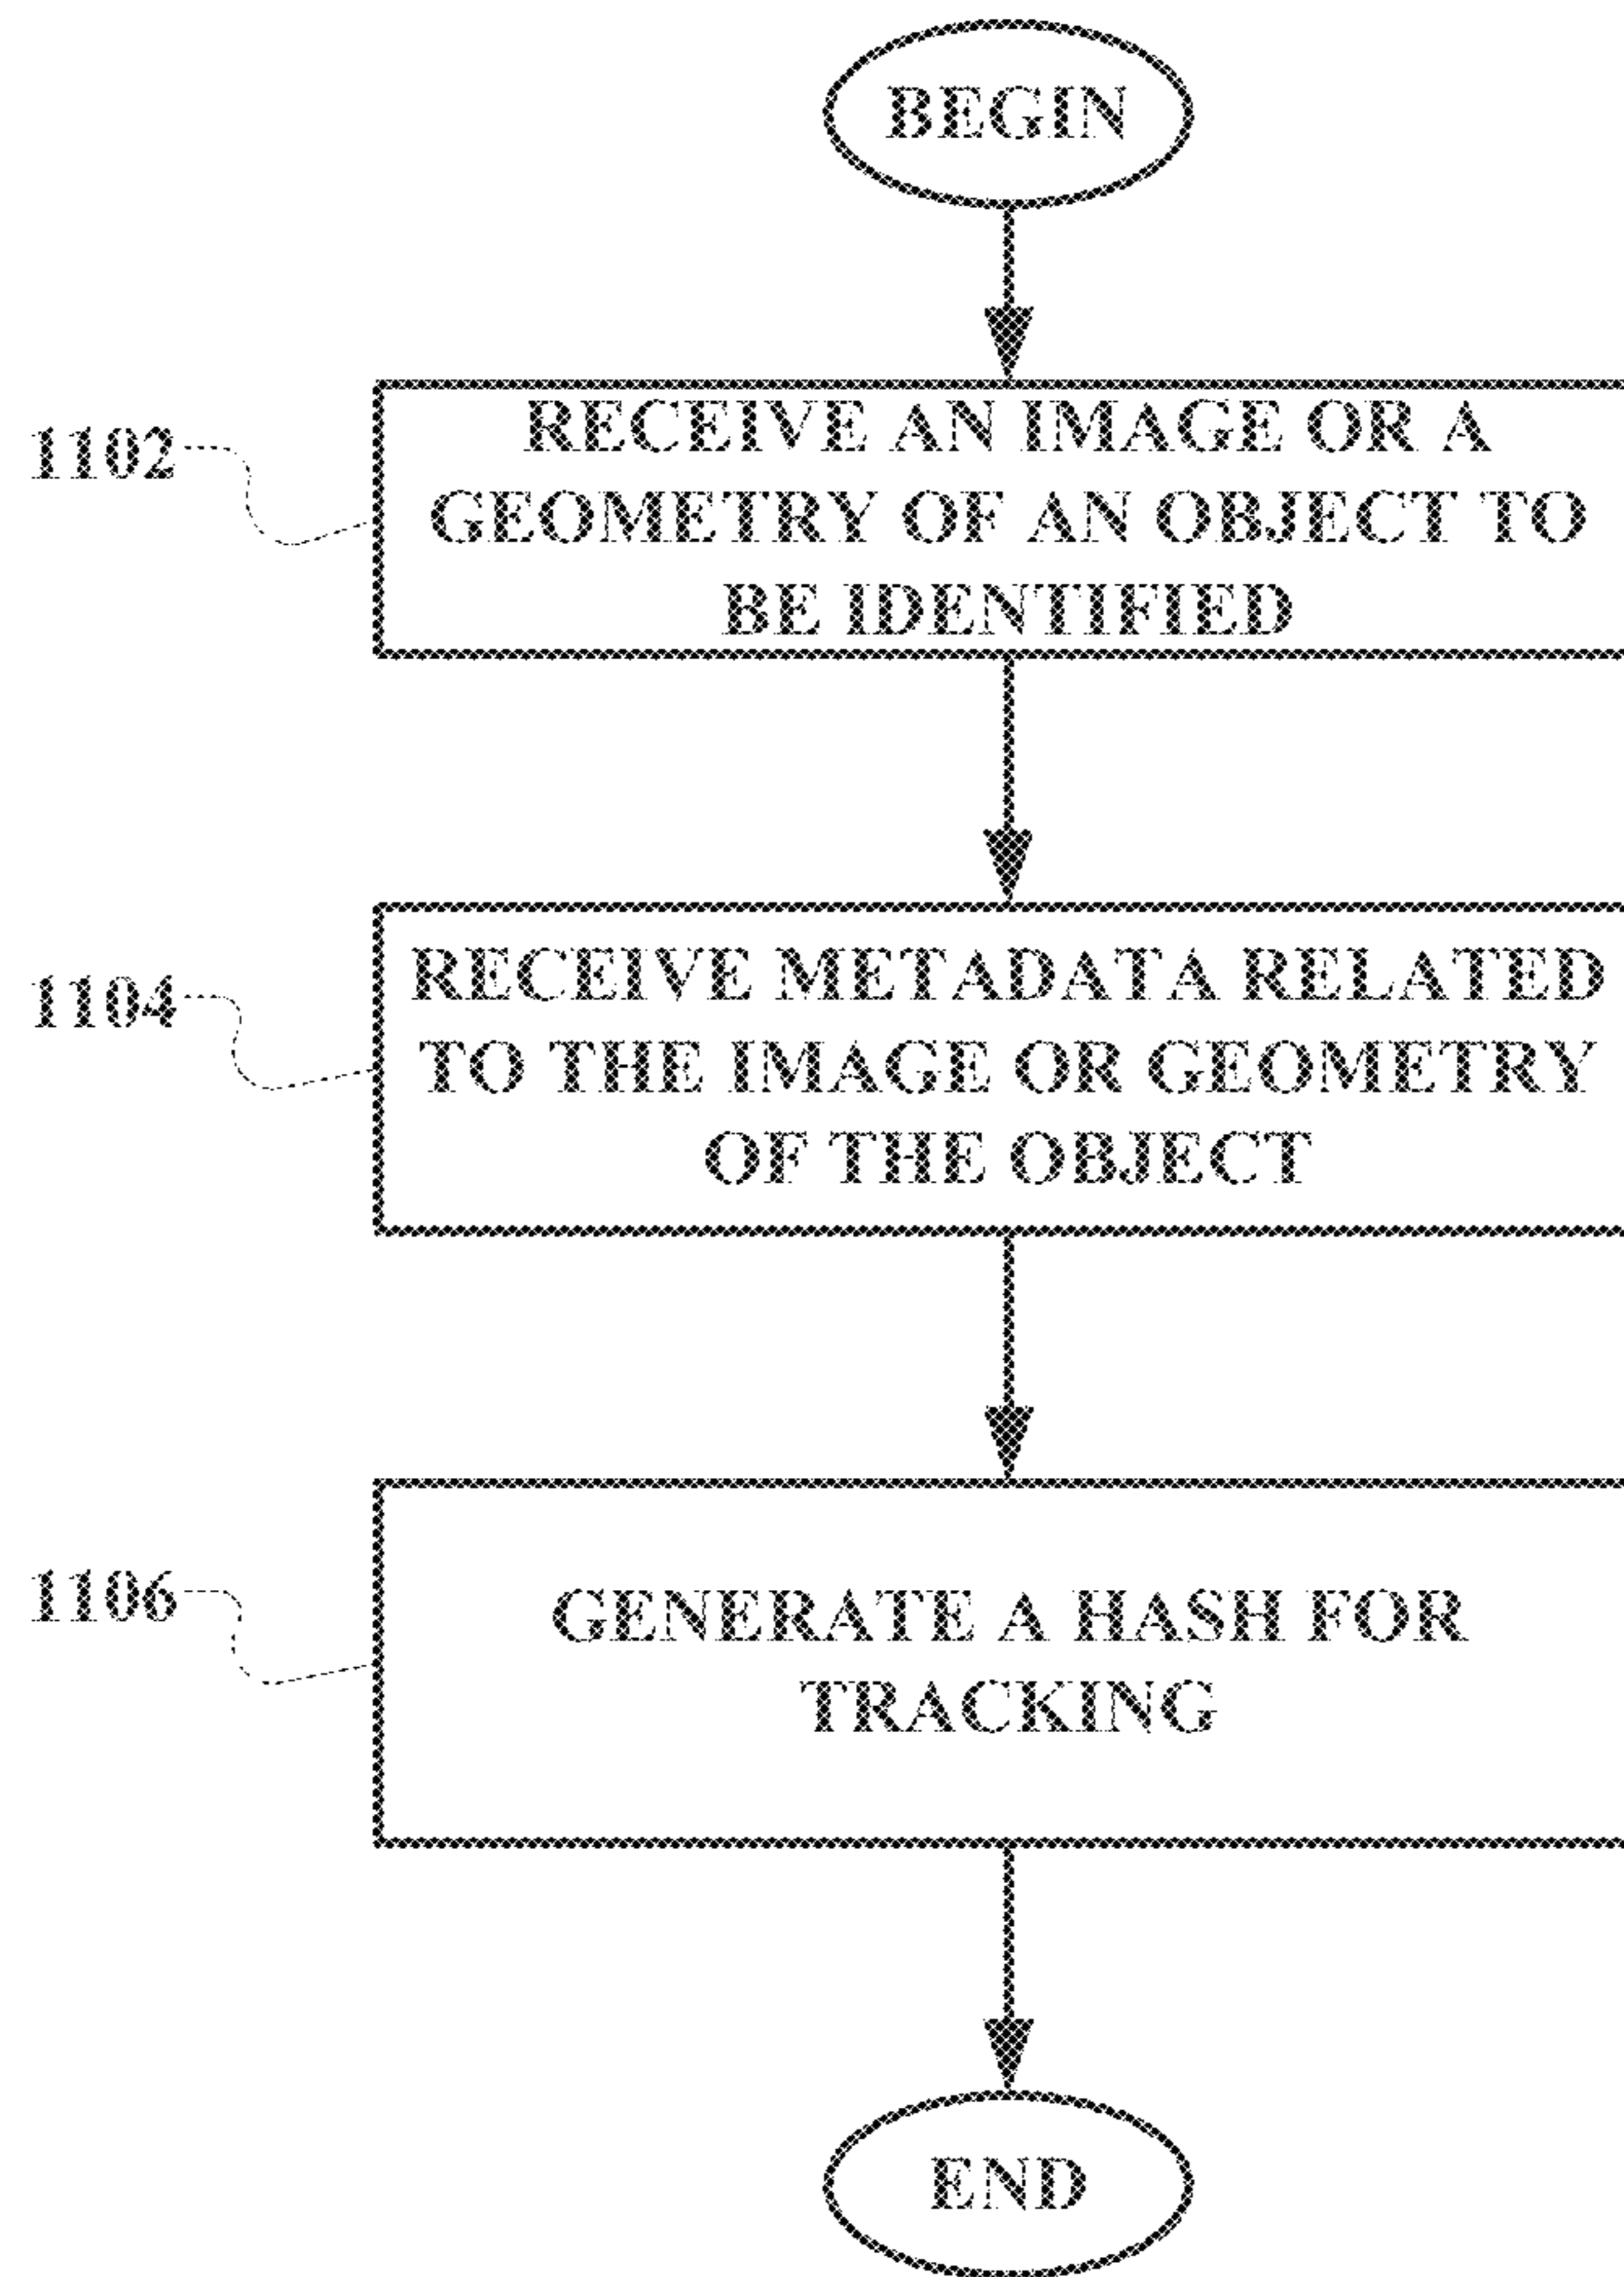 BEGIN
1102
RECEIVE AN IMAGE OR A
GEOMETRY OF AN OBJECT TO
BE IDENTIFIED
1104
RECEIVE METADATA RELATED
TO THE IMAGE OR GEOMETRY
OF THE OBJECT
1106
GENERATE A HASH FOR
TRACKING
END